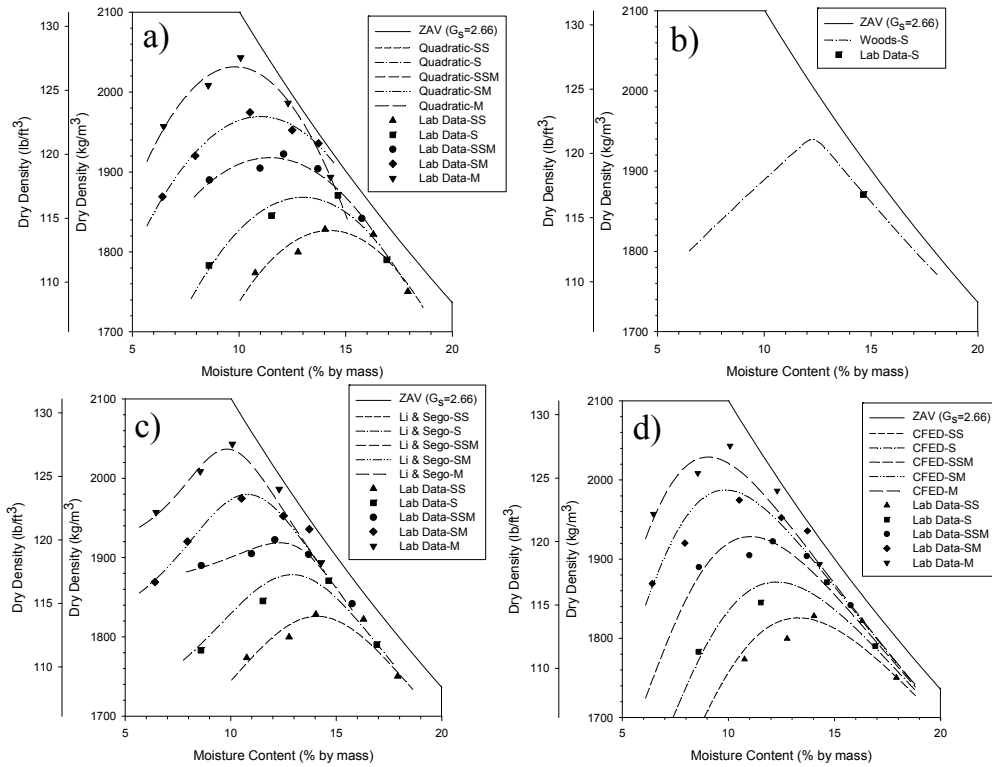 a)
Dry Density (lb/ft³)
130
120
115
110
Dry Density (kg/m³)
2100
2000
1900
1800
1700
5 10 15 20
Moisture Content (% by mass)
ZAV (GS=2.66)
Quadratic-SS
Quadratic-S
Quadratic-SSM
Quadratic-SM
Quadratic-M
Lab Data-SS
Lab Data-S
Lab Data-SSM
Lab Data-SM
Lab Data-M
b)
Dry Density (lb/ft³)
130
125
120
115
110
Dry Density (kg/m³)
2100
2000
1900
1800
1700
5 10 15 20
Moisture Content (% by mass)
ZAV (GS=2.66)
Woods-S
Lab Data-S
c)
Dry Density (lb/ft³)
130
125
120
115
110
Dry Density (kg/m³)
2100
2000
1900
1800
1700
5 10 15 20
Moisture Content (% by mass)
ZAV (GS=2.66)
Li & Sego-SS
Li & Sego-S
Li & Sego-SSM
Li & Sego-SM
Li & Sego-M
Lab Data-SS
Lab Data-S
Lab Data-SSM
Lab Data-SM
Lab Data-M
d)
Dry Density (lb/ft³)
130
125
120
115
110
Dry Density (kg/m³)
2100
2000
1900
1800
1700
5 10 15 20
Moisture Content (% by mass)
ZAV (GS=2.66)
CFED-SS
CFED-S
CFED-SSM
CFED-SM
CFED-M
Lab Data-SS
Lab Data-S
Lab Data-SSM
Lab Data-SM
Lab Data-M